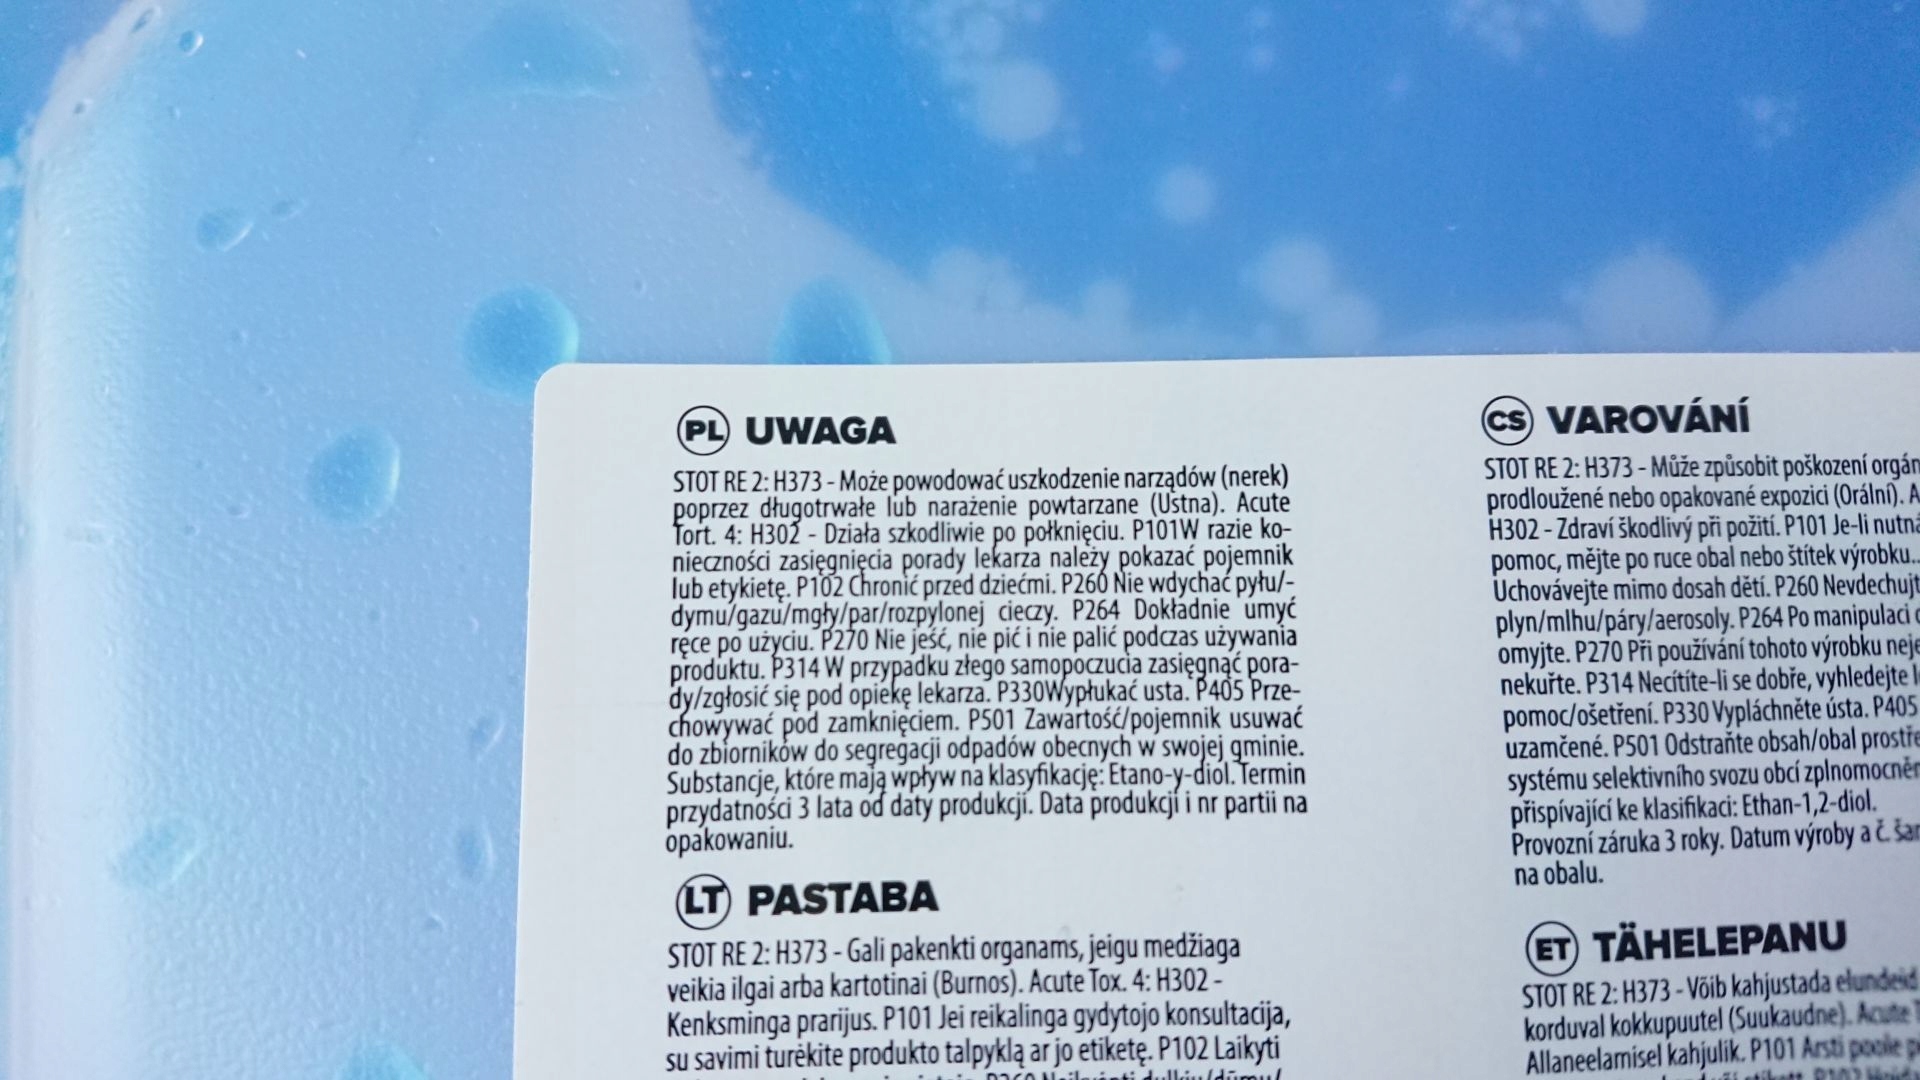 PL UWAGA
STOT RE 2: H373 - Może powodować uszkodzenie narządów (nerek)
poprzez długotrwałe lub narażenie powtarzane (Ustna). Acute
Tort. 4: H302 - Działa szkodliwie po połknięciu. P101W razie ko-
nieczności zasięgnięcia porady lekarza należy pokazać pojemnik
lub etykietę. P102 Chronić przed dziećmi. P260 Nie wdychać pyłu/-
dymu/gazu/mgły/par/rozpylonej cieczy. P264 Dokładnie umyć
ręce po użyciu. P270 Nie jeść, nie pić i nie palić podczas używania
produktu. P314 W przypadku złego samopoczucia zasięgnąć pora-
dy/zgłosić się pod opiekę lekarza. P330Wypłukać usta. P405 Prze-
chowywać pod zamknięciem. P501 Zawartość/pojemnik usuwać
do zbiorników do segregacji odpadów obecnych w swojej gminie.
Substancje, które mają wpływ na klasyfikację: Etano-y-diol. Termin
przydatności 3 lata od daty produkcji. Data produkcji i nr partii na
opakowaniu.
LT PASTABA
STOT RE 2: H373 - Gali pakenkti organams, jeigu medžiaga
veikia ilgai arba kartotinai (Burnos). Acute Tox. 4: H302 -
Kenksminga prarijus. P101 Jei reikalinga gydytojo konsultacija,
su savimi turėkite produkto talpyklą ar jo etiketę. P102 Laikyti
CS VAROVÁNÍ
STOT RE 2: H373 - Může způsobit poškození orgán
prodloužené nebo opakované expozici (Orální). A
H302 - Zdraví škodlivý při požití. P101 Je-li nutná
pomoc, mějte po ruce obal nebo štítek výrobku..
Uchovávejte mimo dosah dětí. P260 Nevdechujt
plyn/mlhu/páry/aerosoly. P264 Po manipulaci
omyjte. P270 Při používání tohoto výrobku neje
nekuřte. P314 Necítíte-li se dobře, vyhledejte
pomoc/ošetření. P330 Vypláchněte ústa. P405
uzamčené. P501 Odstraňte obsah/obal prostře
systému selektivního svozu obcí zplnomocněn
přispívající ke klasifikaci: Ethan-1,2-diol.
Provozní záruka 3 roky. Datum výroby a č. šar
na obalu.
ET TÄHELEPANU
STOT RE 2: H373 - Võib kahjustada elundeid
korduval kokkupuutel (Suukaudne). Acute
Allaneelamisel kahjulik. P101 Arsti poole